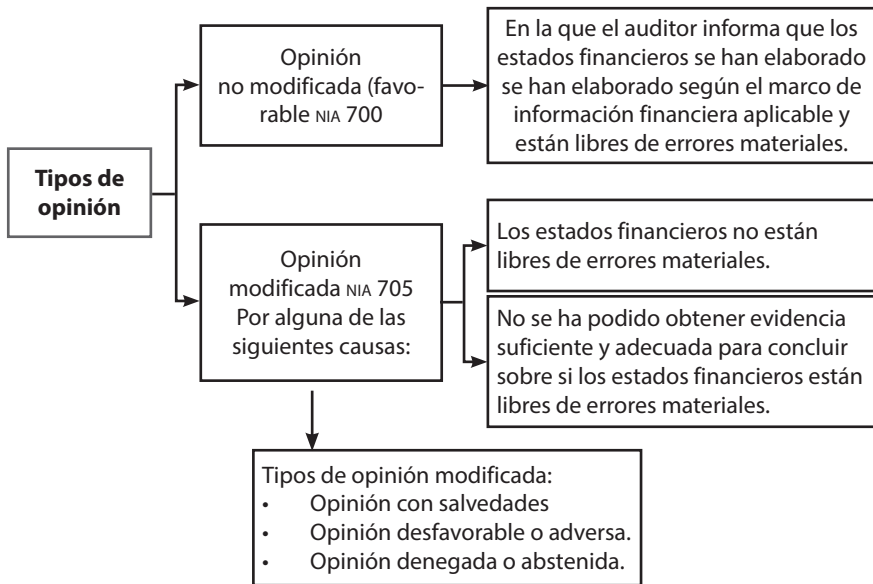 Tipos de
opinión
Opinión
no modificada (favo-
rable NIA 700
En la que el auditor informa que los
estados financieros se han elaborado
se han elaborado según el marco de
información financiera aplicable y
están libres de errores materiales.
Opinión
modificada NIA 705
Por alguna de las
siguientes causas:
Los estados financieros no están
libres de errores materiales.
No se ha podido obtener evidencia
suficiente y adecuada para concluir
sobre si los estados financieros están
libres de errores materiales.
Tipos de opinión modificada:
• Opinión con salvedades
• Opinión desfavorable o adversa.
• Opinión denegada o abstenida.